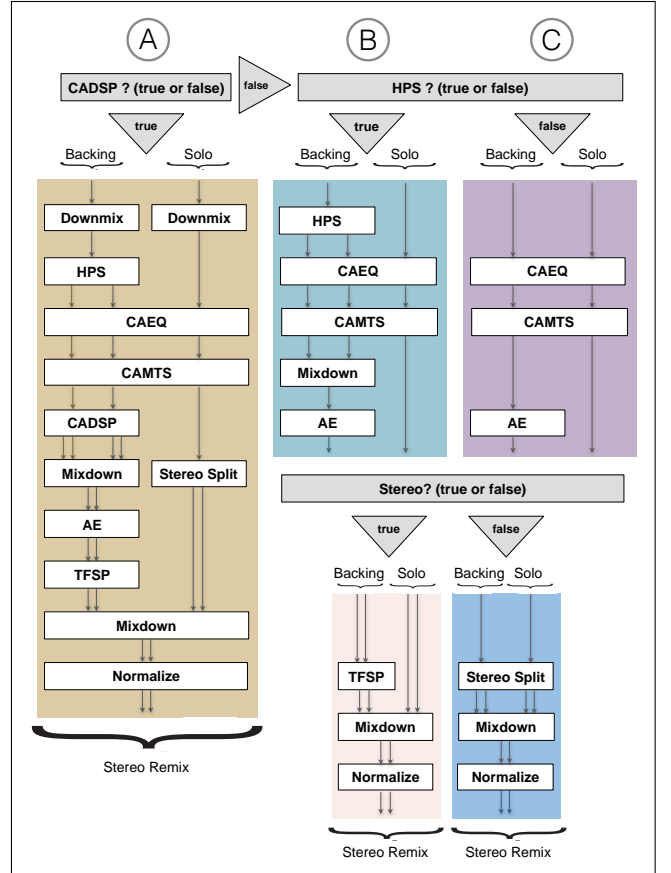 A
B
C
CADSP ? (true or false)
false
HPS ? (true or false)
true
true
false
Backing
Solo
Backing
Solo
Backing
Solo
Downmix
Downmix
HPS
CAEQ
CAMTS
CADSP
Mixdown
Stereo Split
AE
TFSP
Mixdown
Normalize
Stereo Remix
HPS
CAEQ
CAMTS
Mixdown
AE
CAEQ
CAMTS
AE
Stereo? (true or false)
true
false
Backing
Solo
Backing
Solo
TFSP
Mixdown
Normalize
Stereo Remix
Stereo Split
Mixdown
Normalize
Stereo Remix